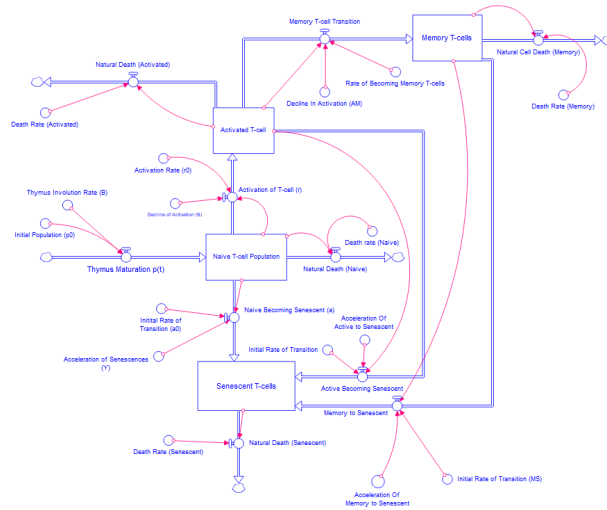 Memory T-cell Transition
Memory T-cells
Natural Cell Death (Memory)
Natural Death (Activated)
Rate of Becoming Memory T-cells
Decline In Activation (AM)
Death Rate (Memory)
Death Rate (Activated)
Activated T-cell
Activation Rate (r0)
Thymus Involution Rate (B)
Activation of T-cell (r)
Decline of Activation (B)
Initial Population (p0)
Death rate (Naive)
Naive T-cell Population
Thymus Maturation p(t)
Natural Death (Naive)
Initital Rate of
Transition (a0)
Naive Becoming Senescent (a)
Acceleration Of
Active to Senescent
Initial Rate of Transition
Acceleration of Senescences
(Y)
Senescent T-cells
Active Becoming Senescent
Memory to Senescent
Natural Death (Senescent)
Death Rate (Senescent)
Initial Rate of Transition (MS)
Acceleration Of
Memory to Senescent